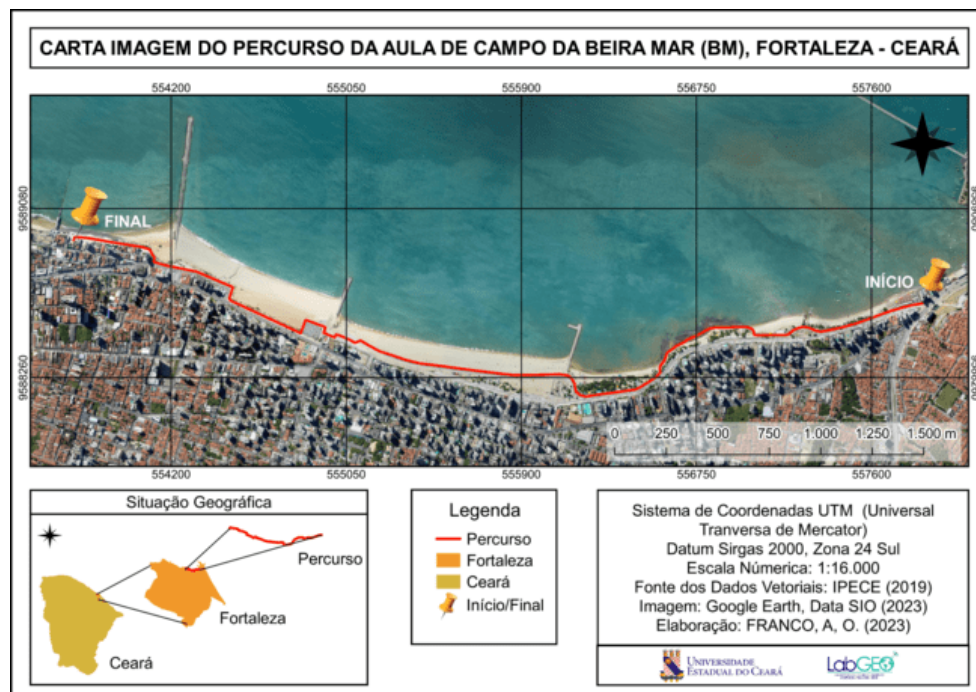 CARTA IMAGEM DO PERCURSO DA AULA DE CAMPO DA BEIRA MAR (BM), FORTALEZA - CEARÁ
554200 555050 555900 556750 557600
9589080
FINAL
INÍCIO
9588260
0 250 500 750 1.000 1.250 1.500 m
554200 555050 555900 556750 557600
Situação Geográfica
Percurso
Fortaleza
Ceará
Legenda
Percurso
Fortaleza
Ceará
Início/Final
Sistema de Coordenadas UTM (Universal
Tranversa de Mercator)
Datum Sirgas 2000, Zona 24 Sul
Escala Númerica: 1:16.000
Fonte dos Dados Vetoriais: IPECE (2019)
Imagem: Google Earth, Data SIO (2023)
Elaboração: FRANCO, A, O. (2023)
UNIVERSIDADE
ESTADUAL DO CEARÁ
LabGEO